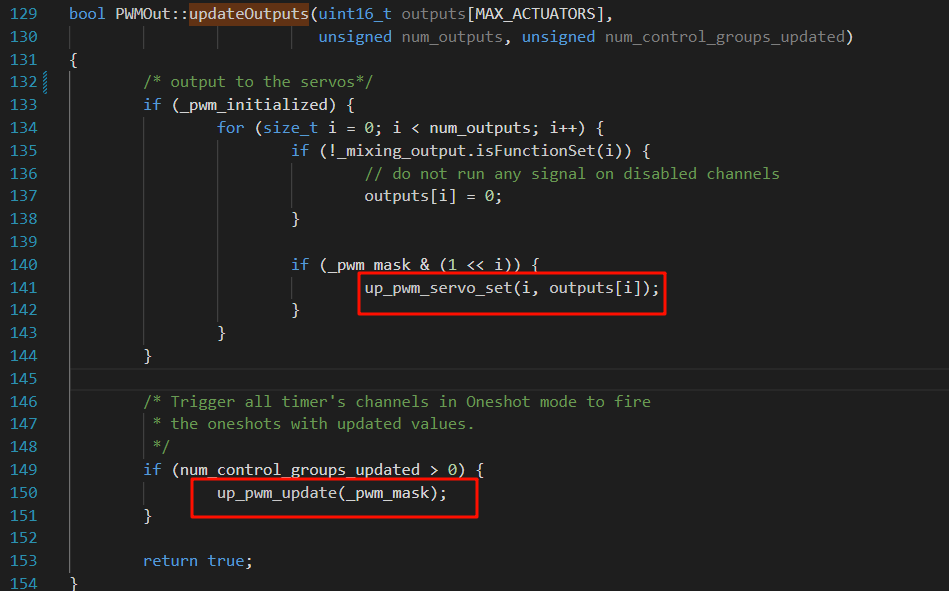 129 bool PWMOut::updateOutputs(uint16_t outputs[MAX_ACTUATORS],
130 unsigned num_outputs, unsigned num_control_groups_updated)
131 {
132 /* output to the servos*/
133 if (_pwm_initialized) {
134 for (size_t i = 0; i < num_outputs; i++) {
135 if (!_mixing_output.isFunctionSet(i)) {
136 // do not run any signal on disabled channels
137 outputs[i] = 0;
138 }
139
140 if (_pwm_mask & (1 << i)) {
141 up_pwm_servo_set(i, outputs[i]);
142 }
143 }
144 }
145
146 /* Trigger all timer's channels in Oneshot mode to fire
147 * the oneshots with updated values.
148 */
149 if (num_control_groups_updated > 0) {
150 up_pwm_update(_pwm_mask);
151 }
152
153 return true;
154 }